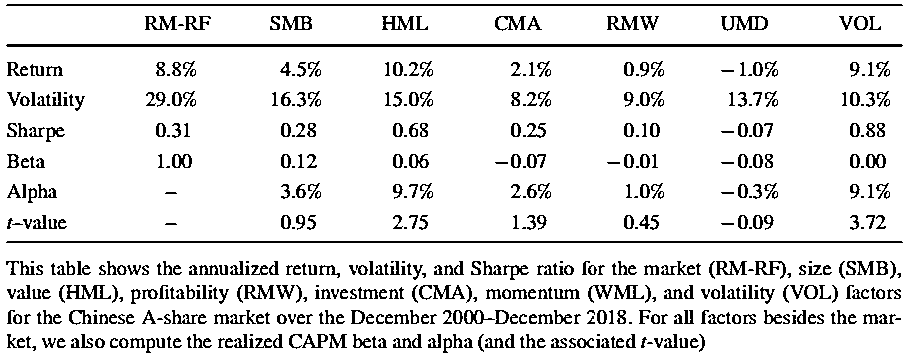 RM-RF SMB HML CMA RMW UMD VOL
Return 8.8% 4.5% 10.2% 2.1% 0.9% −1.0% 9.1%
Volatility 29.0% 16.3% 15.0% 8.2% 9.0% 13.7% 10.3%
Sharpe 0.31 0.28 0.68 0.25 0.10 −0.07 0.88
Beta 1.00 0.12 0.06 −0.07 −0.01 −0.08 0.00
Alpha – 3.6% 9.7% 2.6% 1.0% −0.3% 9.1%
t–value – 0.95 2.75 1.39 0.45 −0.09 3.72
This table shows the annualized return, volatility, and Sharpe ratio for the market (RM-RF), size (SMB),
value (HML), profitability (RMW), investment (CMA), momentum (WML), and volatility (VOL) factors
for the Chinese A-share market over the December 2000–December 2018. For all factors besides the mar-
ket, we also compute the realized CAPM beta and alpha (and the associated t-value)